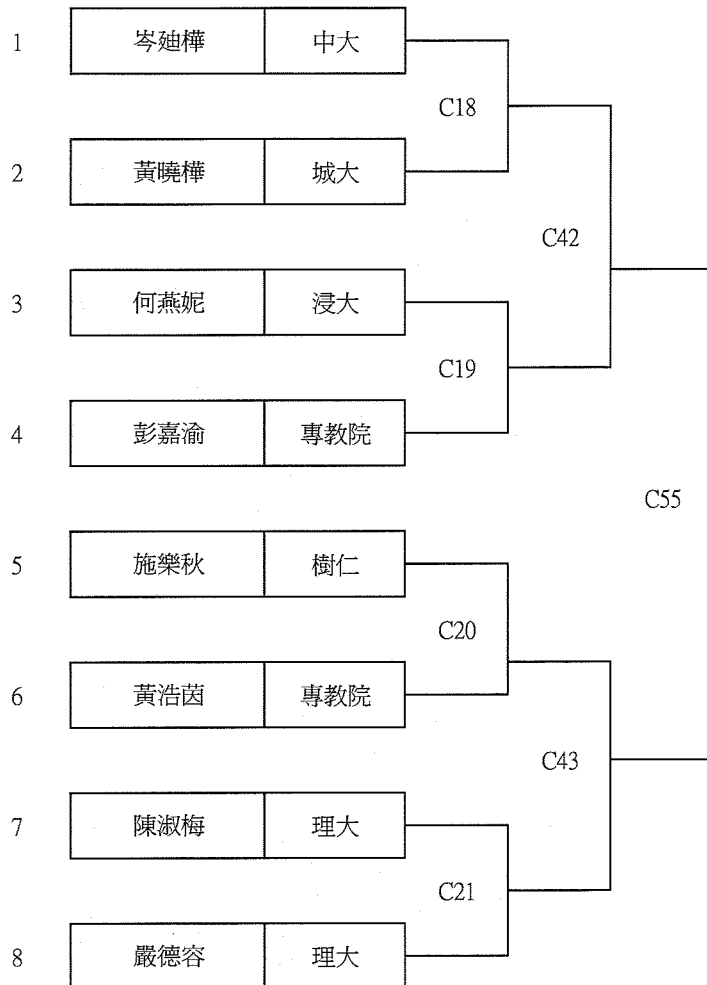 1 岑廸樺 中大
C18
2 黃曉樺 城大
C42
3 何燕妮 浸大
C19
4 彭嘉渝 專教院
C55
5 施樂秋 樹仁
C20
6 黃浩茵 專教院
C43
7 陳淑梅 理大
C21
8 嚴德容 理大